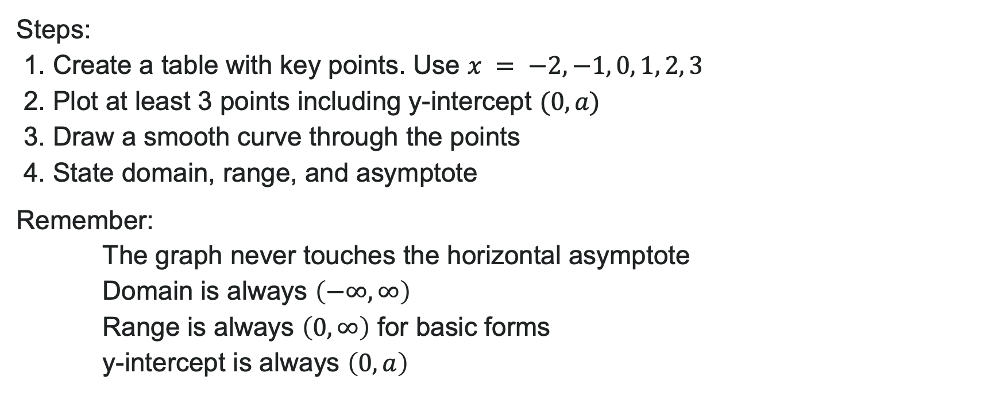 Steps:
1. Create a table with key points. Use x = −2, −1, 0, 1, 2, 3
2. Plot at least 3 points including y-intercept (0, a)
3. Draw a smooth curve through the points
4. State domain, range, and asymptote
Remember:
The graph never touches the horizontal asymptote
Domain is always (−∞, ∞)
Range is always (0, ∞) for basic forms
y-intercept is always (0, a)